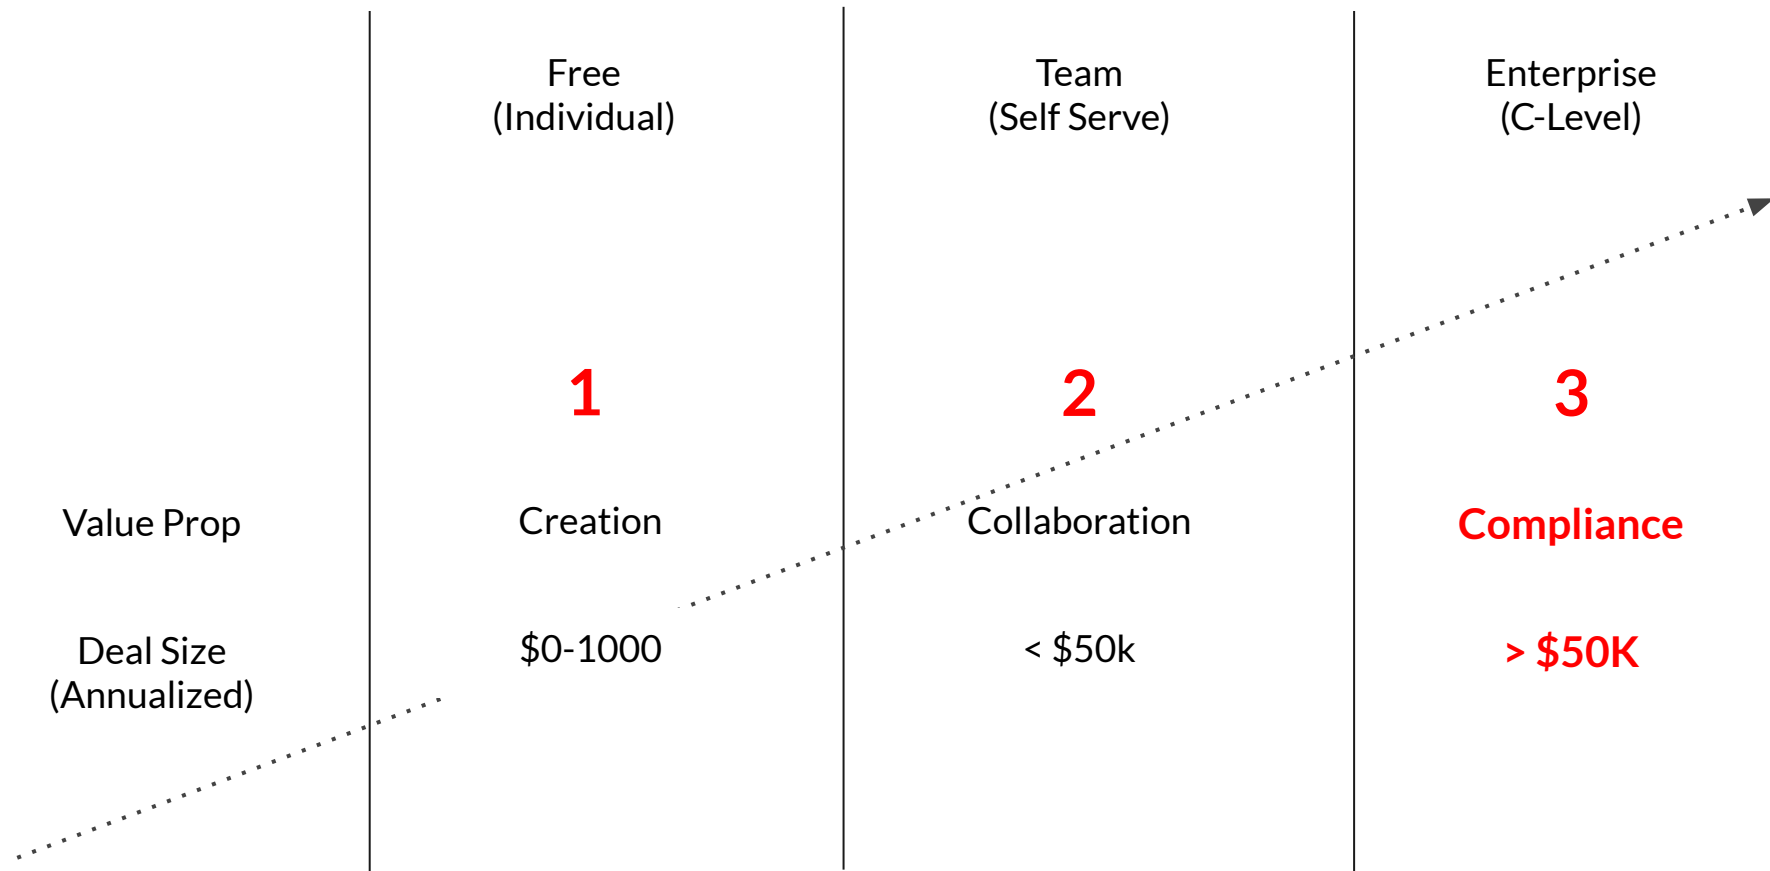 Free
(Individual)
Team
(Self Serve)
Enterprise
(C-Level)
1
2
3
Value Prop
Creation
Collaboration
Compliance
Deal Size
(Annualized)
$0-1000
< $50k
> $50K